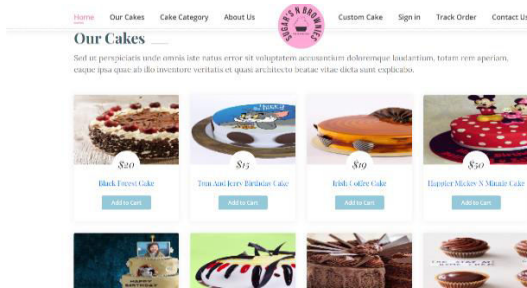 Home Our Cakes Cake Category About Us SUGAR'S N BROWNIES Custom Cake Sign in Track Order Contact Us
Our Cakes
Sed ut perspiciatis unde omnis iste natus error sit voluptatem accusantium doloremque laudantium, totam rem aperiam,
eaque ipsa quae ab illo inventore veritatis et quasi architecto beatae vitae dicta sunt explicabo.
$20 $15 $19 $50
Black Forest Cake Tom And Jerry Birthday Cake Irish Coffee Cake Happier Mickey N Minnie Cake
Add to Cart Add to Cart Add to Cart Add to Cart
HAPPY
BIRTHDAY